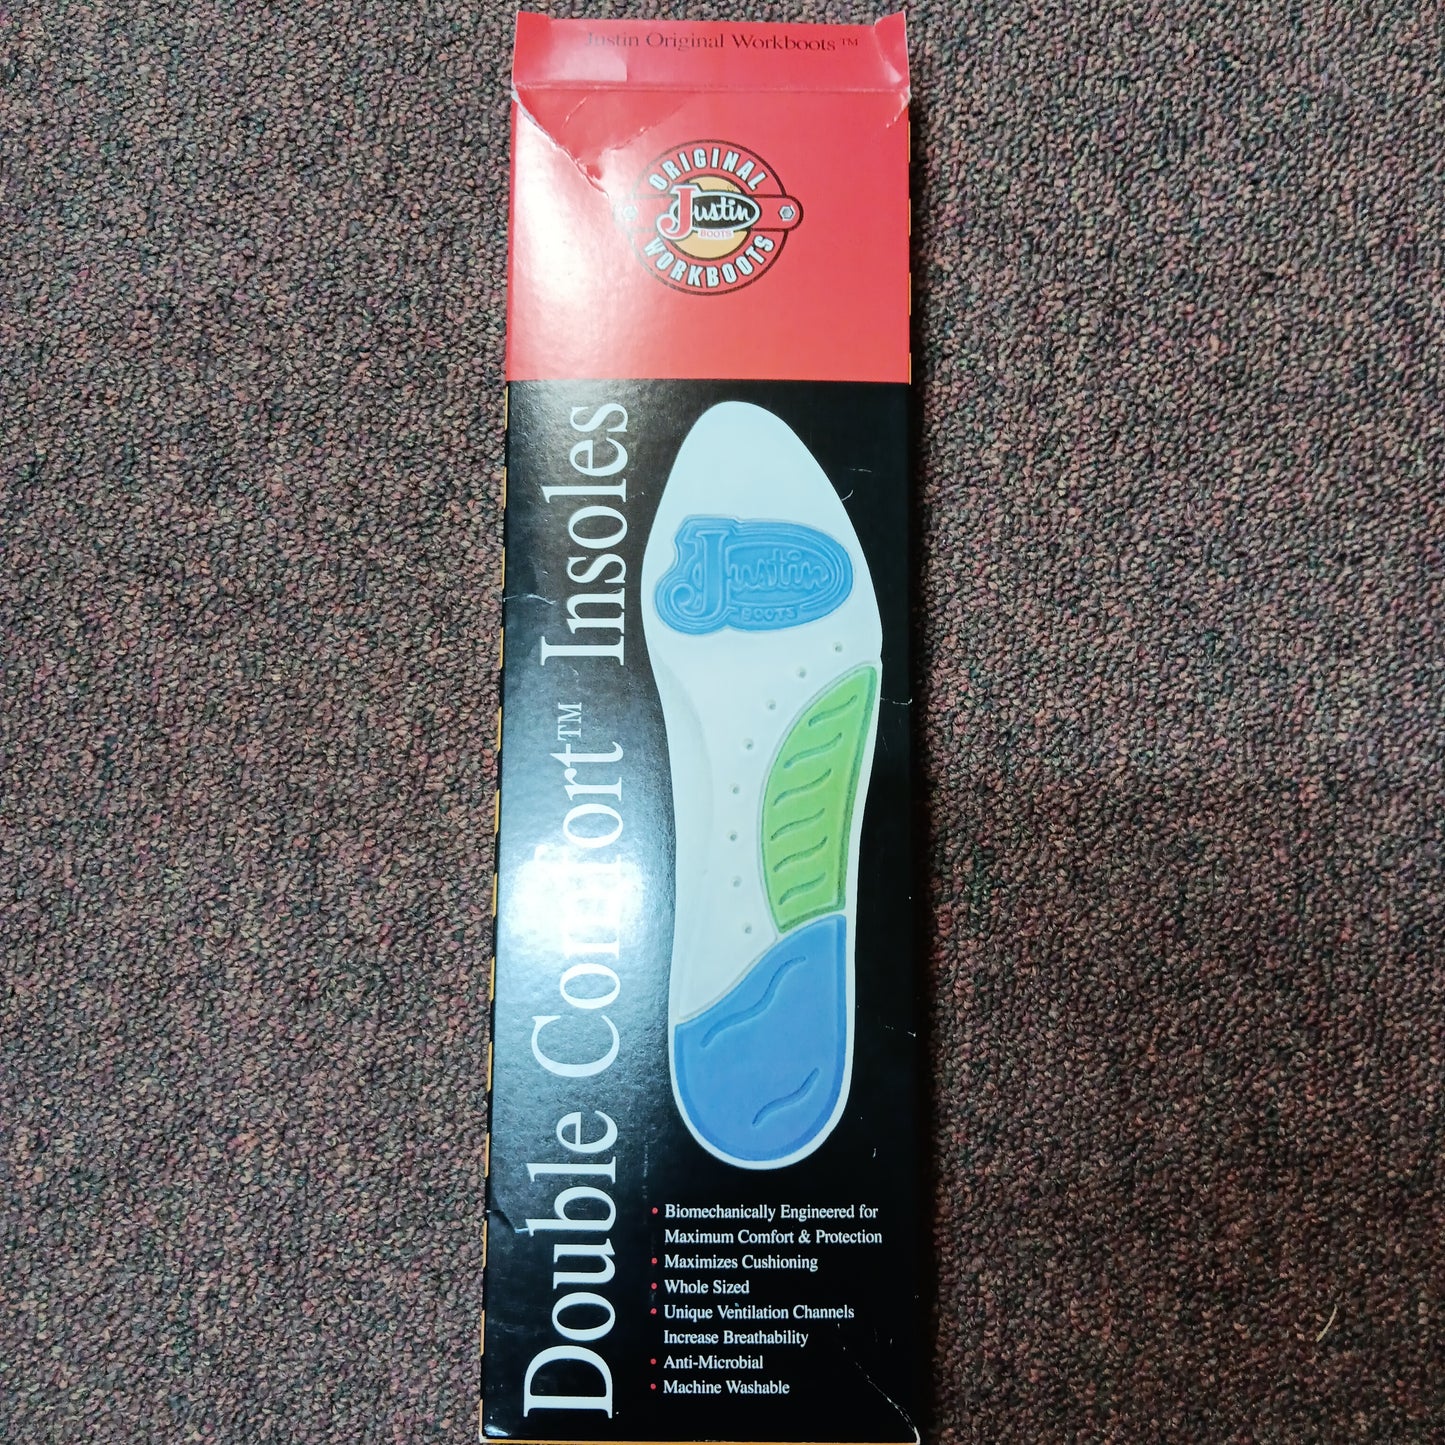 Justin Original Workboots™
ORIGINAL
Justin
BOOTS
WORKBOOTS
Double Comfort™ Insoles
Justin
BOOTS
• Biomechanically Engineered for
Maximum Comfort & Protection
• Maximizes Cushioning
• Whole Sized
• Unique Ventilation Channels
Increase Breathability
• Anti-Microbial
• Machine Washable